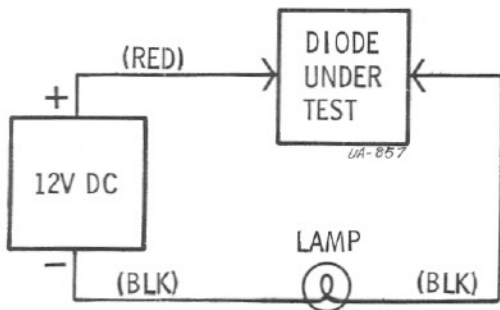 (RED)
DIODE
UNDER
TEST
UA-857
+
12V DC
−
LAMP
(BLK)
(BLK)